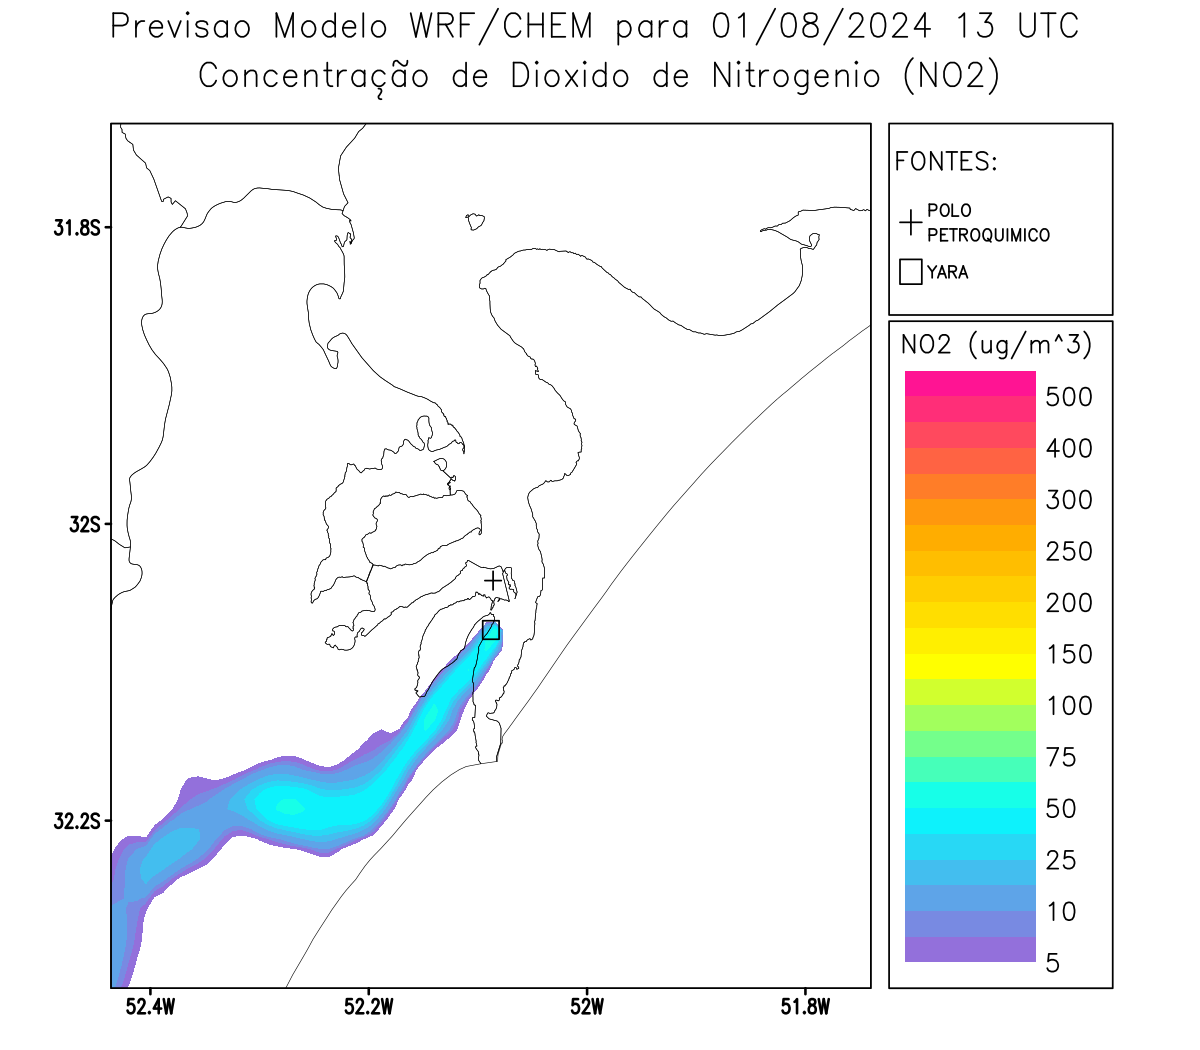 Previsao Modelo WRF/CHEM para 01/08/2024 13 UTC
Concentração de Dioxido de Nitrogenio (NO2)
FONTES:
POLO
PETROQUIMICO
YARA
NO2 (ug/m^3)
500
400
300
250
200
150
100
75
50
25
10
5
31.8S
32S
32.2S
52.4W
52.2W
52W
51.8W